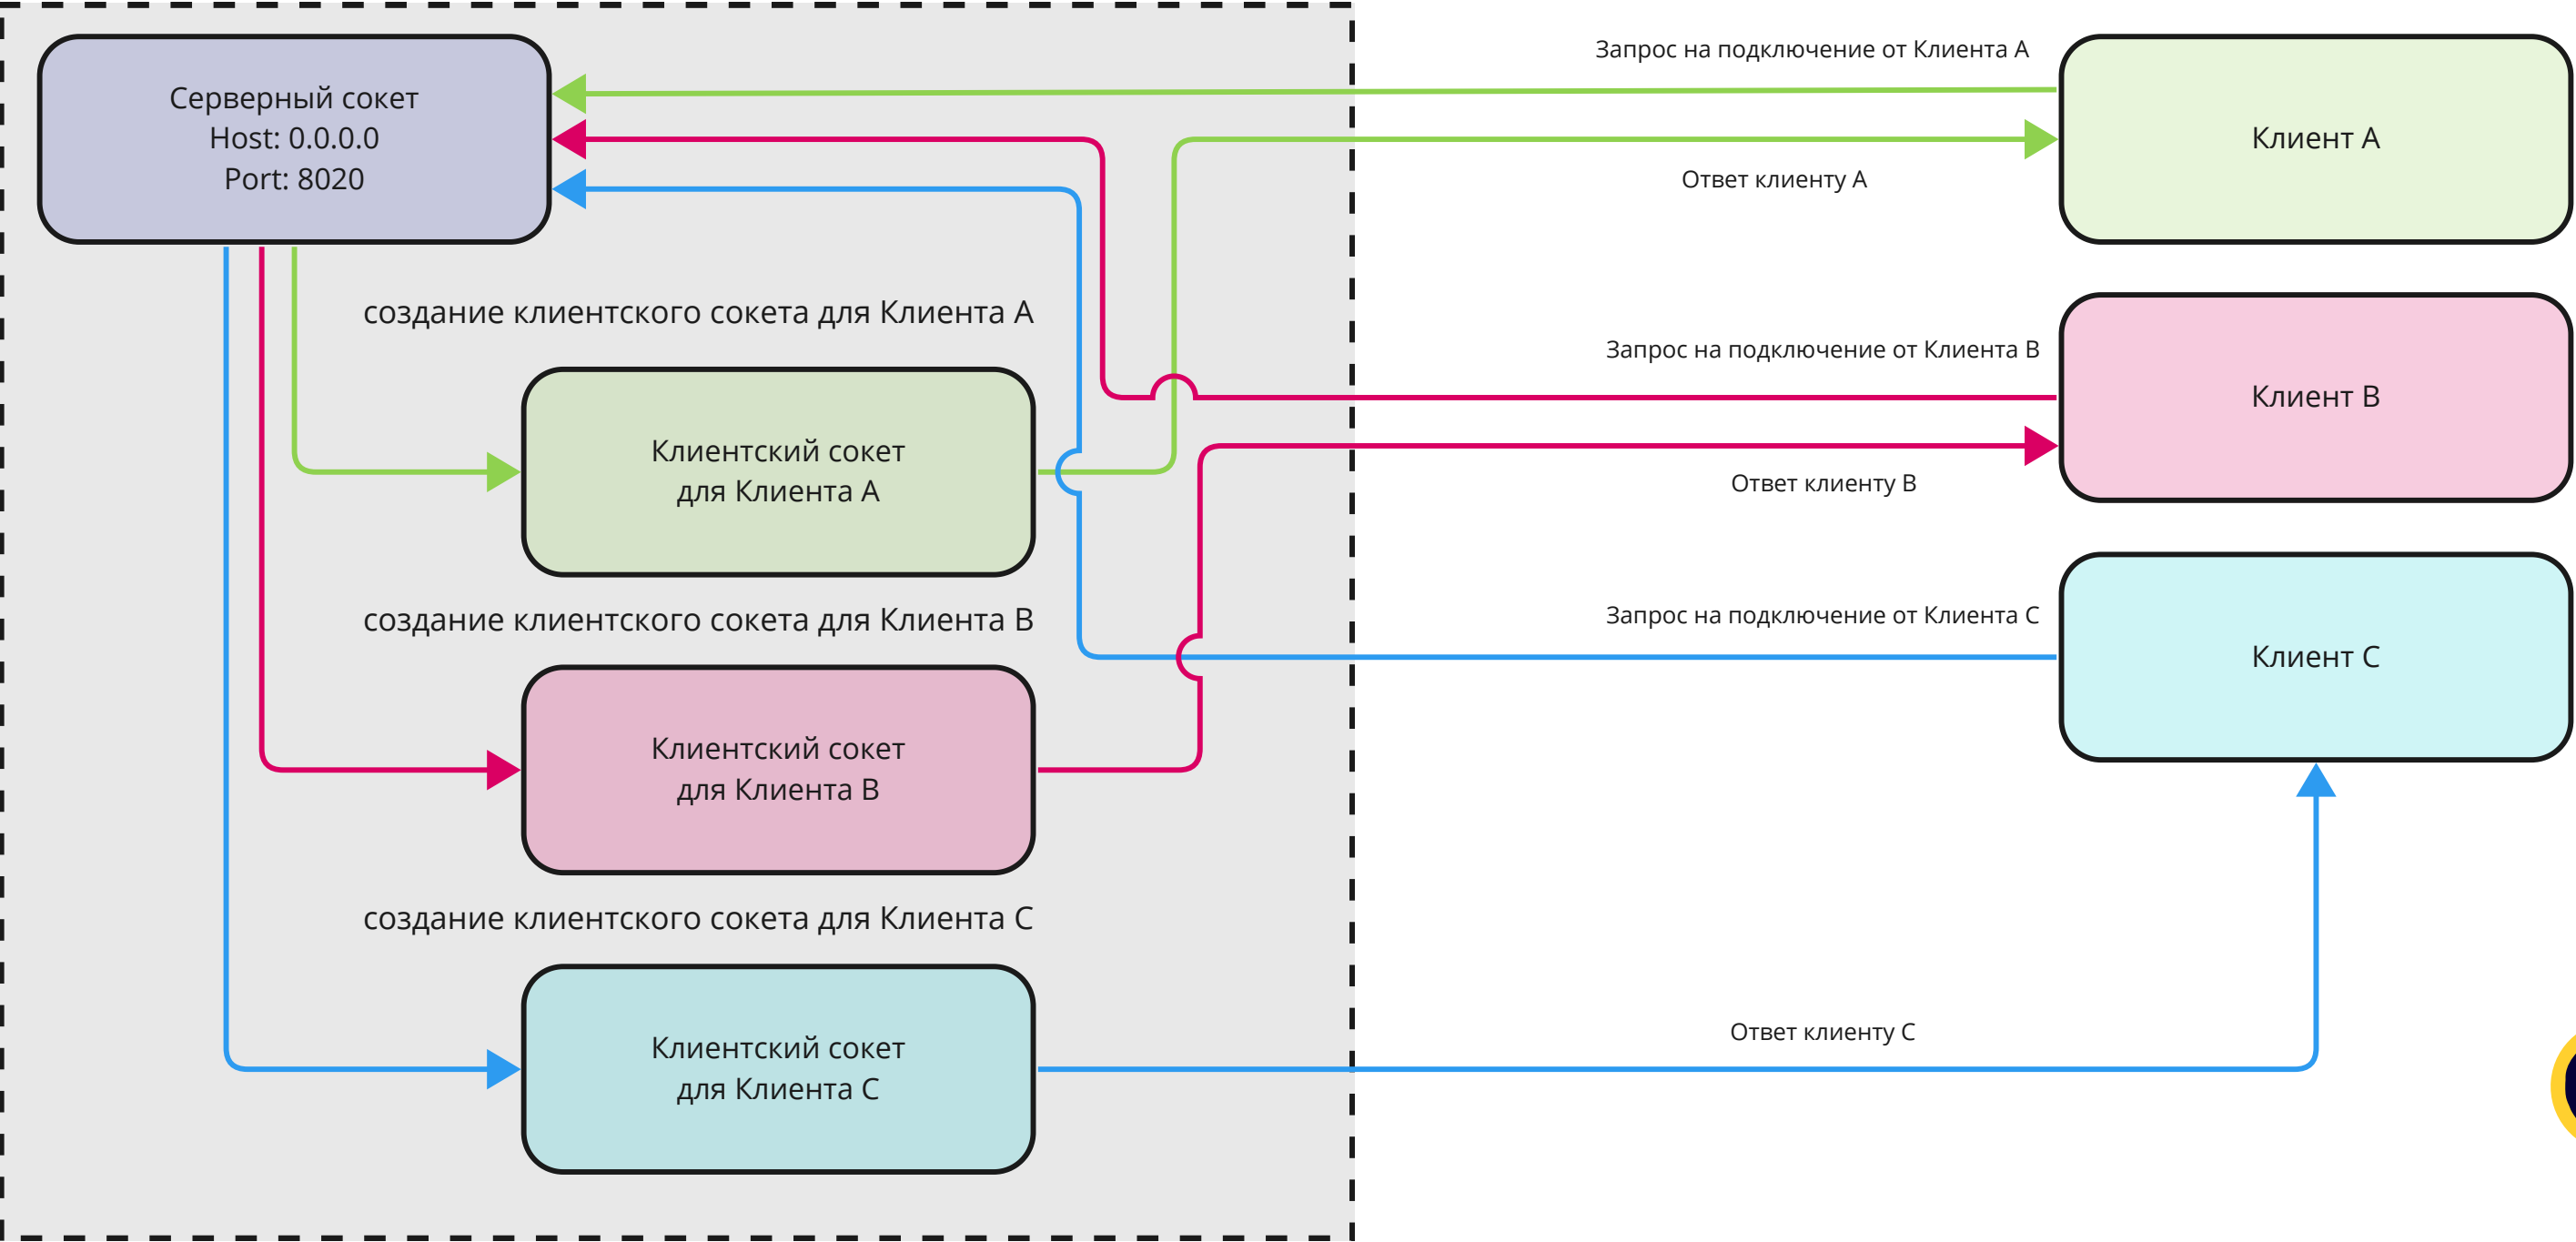 Серверный сокет
Host: 0.0.0.0
Port: 8020
Запрос на подключение от Клиента A
Ответ клиенту A
Клиент A
создание клиентского сокета для Клиента A
Клиентский сокет
для Клиента A
Запрос на подключение от Клиента B
Ответ клиенту B
Клиент B
создание клиентского сокета для Клиента B
Клиентский сокет
для Клиента B
Запрос на подключение от Клиента C
Клиент C
создание клиентского сокета для Клиента C
Клиентский сокет
для Клиента C
Ответ клиенту C